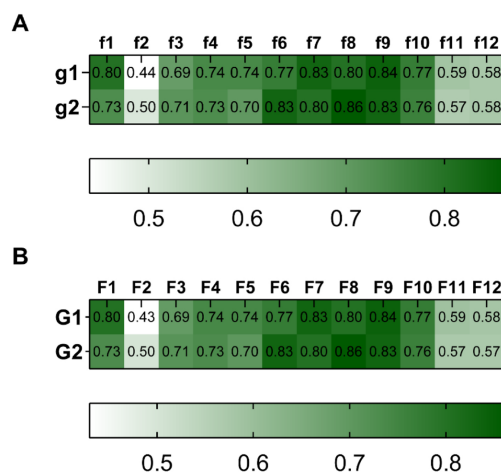 A
f1 f2 f3 f4 f5 f6 f7 f8 f9 f10 f11 f12
g1 0.80 0.44 0.69 0.74 0.74 0.77 0.83 0.80 0.84 0.77 0.59 0.58
g2 0.73 0.50 0.71 0.73 0.70 0.83 0.80 0.86 0.83 0.76 0.57 0.58
0.5 0.6 0.7 0.8
B
F1 F2 F3 F4 F5 F6 F7 F8 F9 F10 F11 F12
G1 0.80 0.43 0.69 0.74 0.74 0.77 0.83 0.80 0.84 0.77 0.59 0.58
G2 0.73 0.50 0.71 0.73 0.70 0.83 0.80 0.86 0.83 0.76 0.57 0.57
0.5 0.6 0.7 0.8